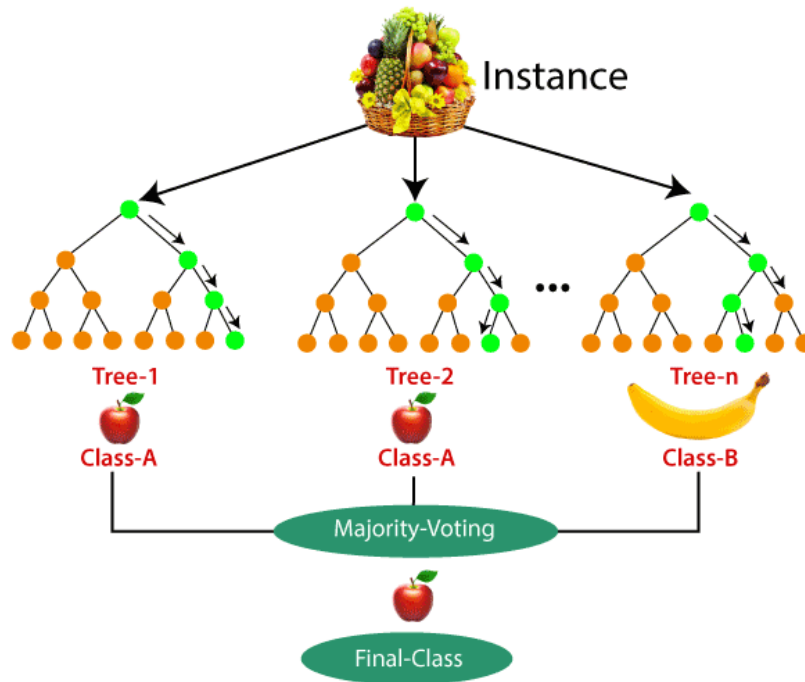 Instance
...
Tree-1
Tree-2
Tree-n
Class-A
Class-A
Class-B
Majority-Voting
Final-Class